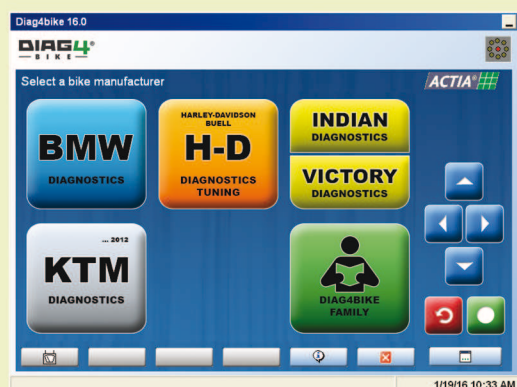 Diag4bike 16.0
DIAG4®
BIKE
Select a bike manufacturer
ACTIA®
BMW
DIAGNOSTICS
HARLEY-DAVIDSON
BUELL
H-D
DIAGNOSTICS
TUNING
INDIAN
DIAGNOSTICS
VICTORY
DIAGNOSTICS
... 2012
KTM
DIAGNOSTICS
DIAG4BIKE
FAMILY
...
1/19/16 10:33 AM